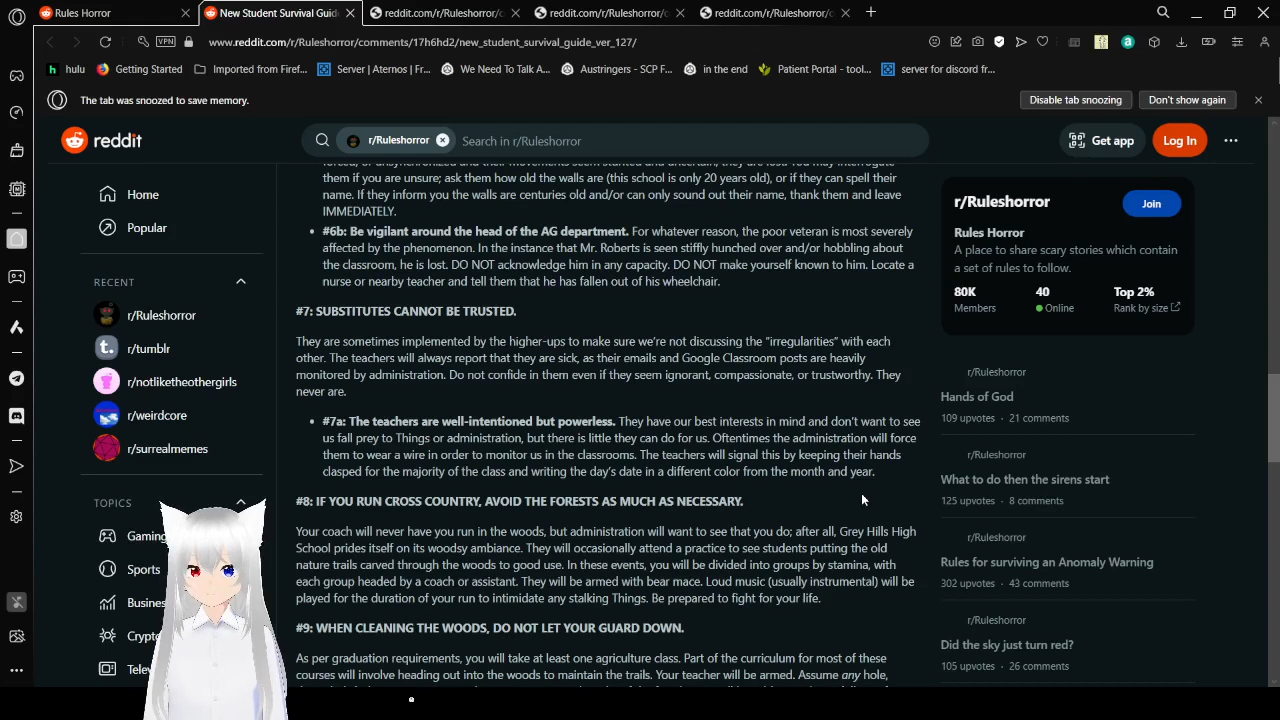 Rules Horror
New Student Survival Guide
reddit.com/r/Ruleshorror/co
reddit.com/r/Ruleshorror/o
reddit.com/r/Ruleshorror/c
VPN
www.reddit.com/r/Ruleshorror/comments/17h6hd2/new_student_survival_guide_ver_127/
hulu
Getting Started
Imported from Firef...
Server | Aternos | Fr...
We Need To Talk A...
Austringers - SCP F...
in the end
Patient Portal - tool...
server for discord fr...
The tab was snoozed to save memory.
Disable tab snoozing
Don't show again
reddit
r/Ruleshorror
Search in r/Ruleshorror
Get app
Log In
Home
Popular
RECENT
r/Ruleshorror
r/tumblr
r/notliketheothergirls
r/weirdcore
r/surrealmemes
TOPICS
Gaming
Sports
Busines
Crypto
Telev
forced, or unsynchronized and their movements seem stunted and uncertain, they are lost. You may interrogate
them if you are unsure; ask them how old the walls are (this school is only 20 years old), or if they can spell their
name. If they inform you the walls are centuries old and/or can only sound out their name, thank them and leave
IMMEDIATELY.
#6b: Be vigilant around the head of the AG department. For whatever reason, the poor veteran is most severely
affected by the phenomenon. In the instance that Mr. Roberts is seen stiffly hunched over and/or hobbling about
the classroom, he is lost. DO NOT acknowledge him in any capacity. DO NOT make yourself known to him. Locate a
nurse or nearby teacher and tell them that he has fallen out of his wheelchair.
#7: SUBSTITUTES CANNOT BE TRUSTED.
They are sometimes implemented by the higher-ups to make sure we're not discussing the "irregularities" with each
other. The teachers will always report that they are sick, as their emails and Google Classroom posts are heavily
monitored by administration. Do not confide in them even if they seem ignorant, compassionate, or trustworthy. They
never are.
#7a: The teachers are well-intentioned but powerless. They have our best interests in mind and don't want to see
us fall prey to Things or administration, but there is little they can do for us. Oftentimes the administration will force
them to wear a wire in order to monitor us in the classrooms. The teachers will signal this by keeping their hands
clasped for the majority of the class and writing the day's date in a different color from the month and year.
#8: IF YOU RUN CROSS COUNTRY, AVOID THE FORESTS AS MUCH AS NECESSARY.
Your coach will never have you run in the woods, but administration will want to see that you do; after all, Grey Hills High
School prides itself on its woodsy ambiance. They will occasionally attend a practice to see students putting the old
nature trails carved through the woods to good use. In these events, you will be divided into groups by stamina, with
each group headed by a coach or assistant. They will be armed with bear mace. Loud music (usually instrumental) will be
played for the duration of your run to intimidate any stalking Things. Be prepared to fight for your life.
#9: WHEN CLEANING THE WOODS, DO NOT LET YOUR GUARD DOWN.
As per graduation requirements, you will take at least one agriculture class. Part of the curriculum for most of these
courses will involve heading out into the woods to maintain the trails. Your teacher will be armed. Assume any hole,
r/Ruleshorror
Join
Rules Horror
A place to share scary stories which contain
a set of rules to follow.
80K
40
Top 2%
Members
Online
Rank by size
r/Ruleshorror
Hands of God
109 upvotes · 21 comments
r/Ruleshorror
What to do then the sirens start
125 upvotes · 8 comments
r/Ruleshorror
Rules for surviving an Anomaly Warning
302 upvotes · 43 comments
r/Ruleshorror
Did the sky just turn red?
105 upvotes · 26 comments